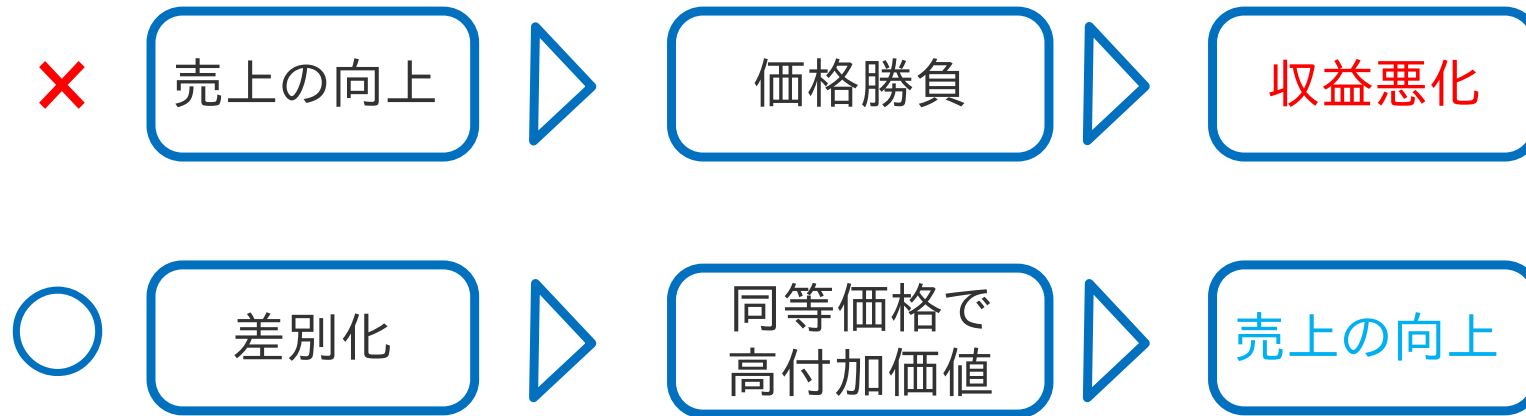 ×
売上の向上
価格勝負
収益悪化
差別化
同等価格で
高付加価値
売上の向上